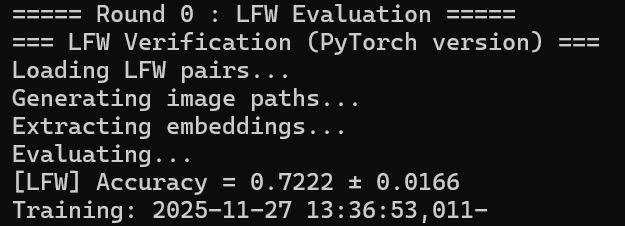 ===== Round 0 : LFW Evaluation =====
=== LFW Verification (PyTorch version) ===
Loading LFW pairs...
Generating image paths...
Extracting embeddings...
Evaluating...
[LFW] Accuracy = 0.7222 ± 0.0166
Training: 2025-11-27 13:36:53,011-